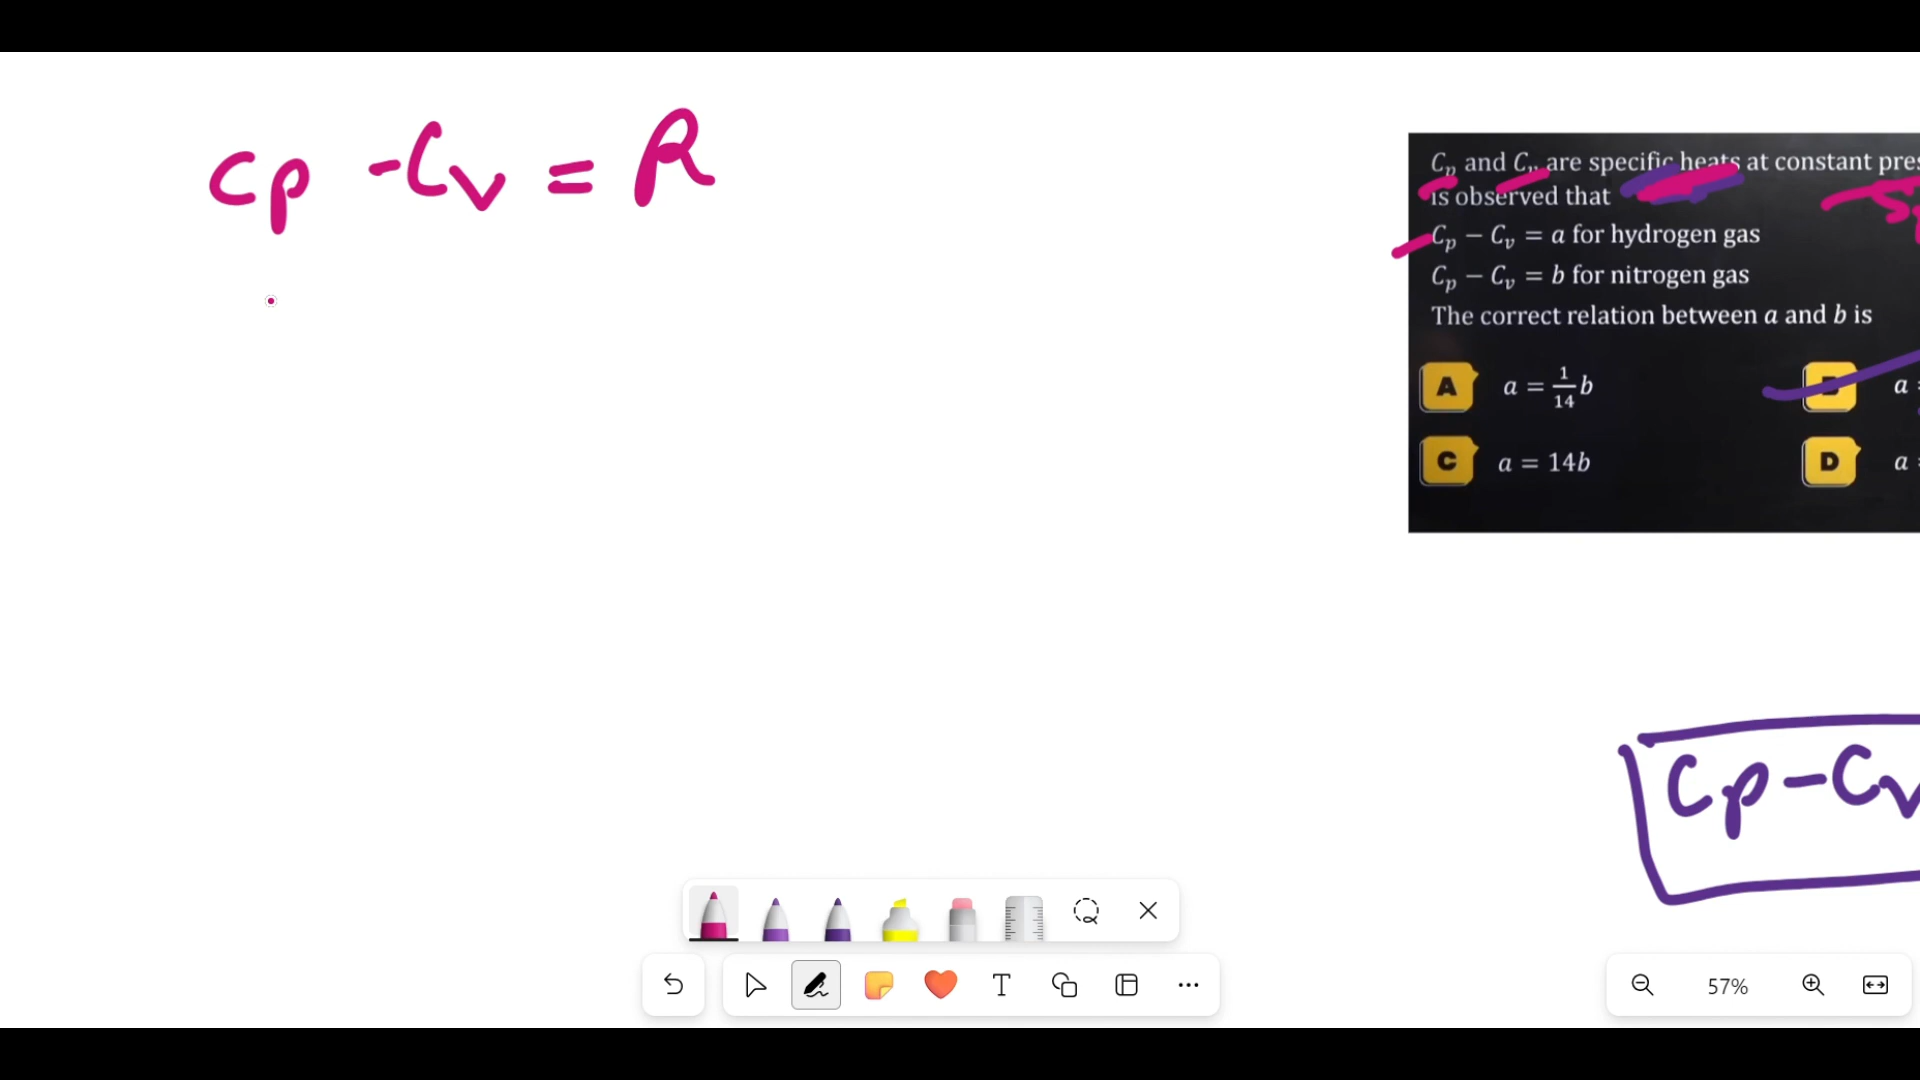 Cp - Cv = R
Cp and Cv are specific heats at constant pres
is observed that
Cp − Cv = a for hydrogen gas
Cp − Cv = b for nitrogen gas
The correct relation between a and b is
A a = 1/14 b
B a =
C a = 14b
D a =
Cp - Cv
57%